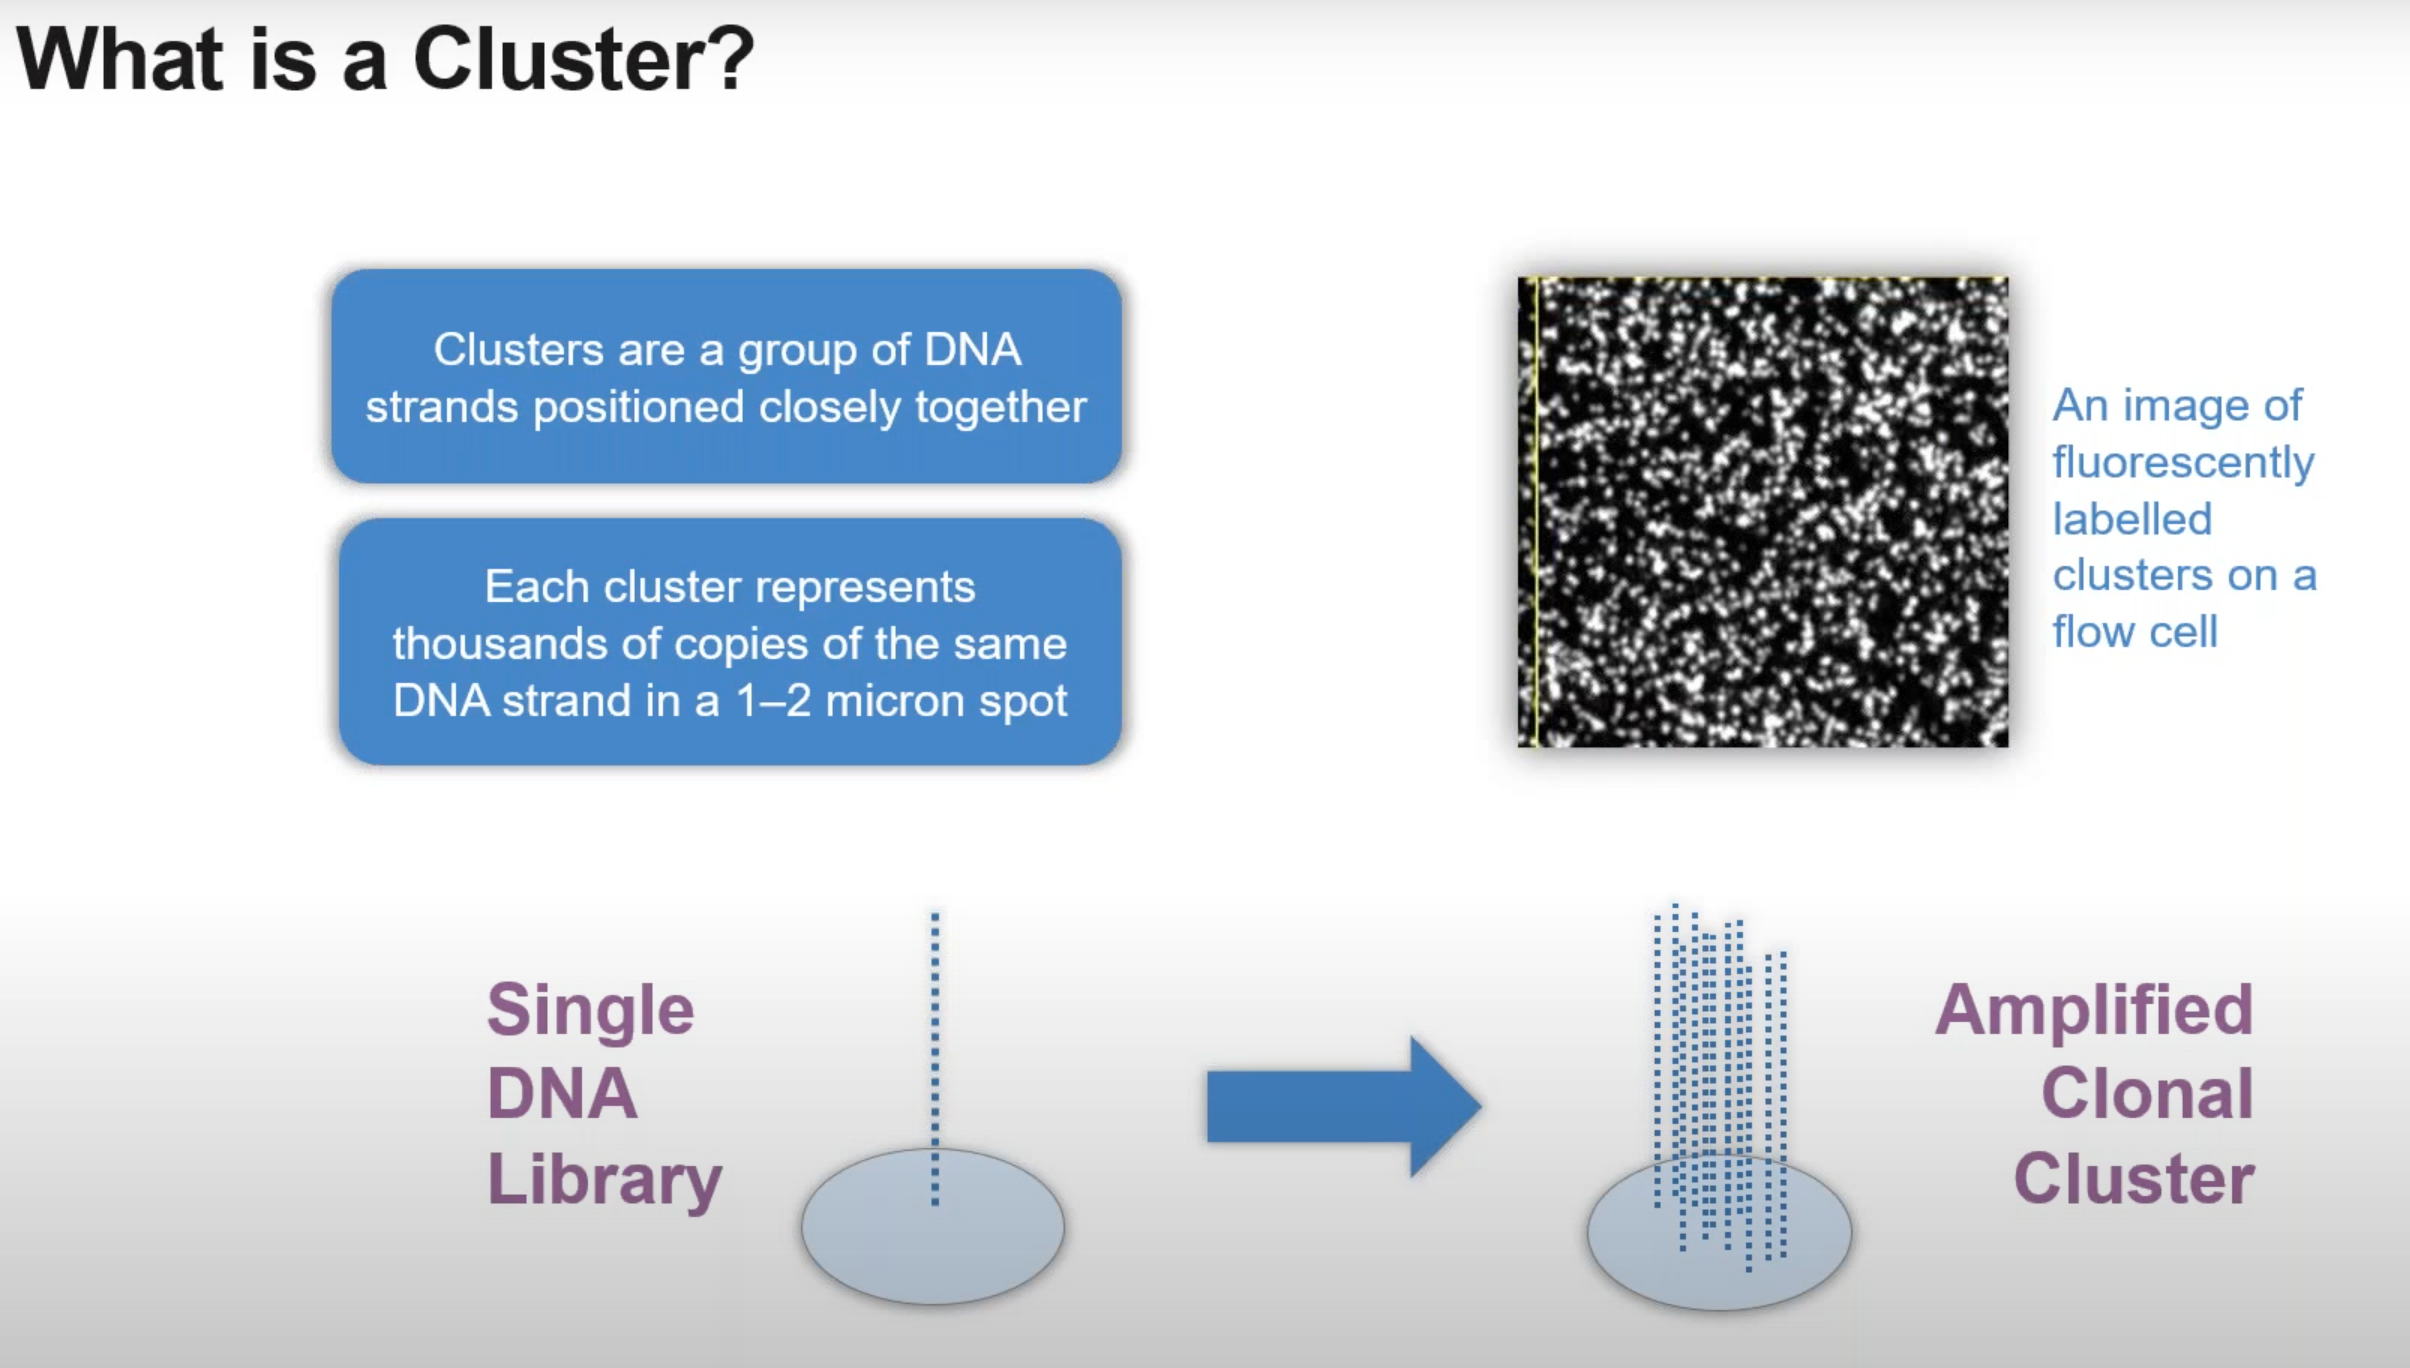 What is a Cluster?
Clusters are a group of DNA
strands positioned closely together
Each cluster represents
thousands of copies of the same
DNA strand in a 1–2 micron spot
An image of
fluorescently
labelled
clusters on a
flow cell
Single
DNA
Library
Amplified
Clonal
Cluster